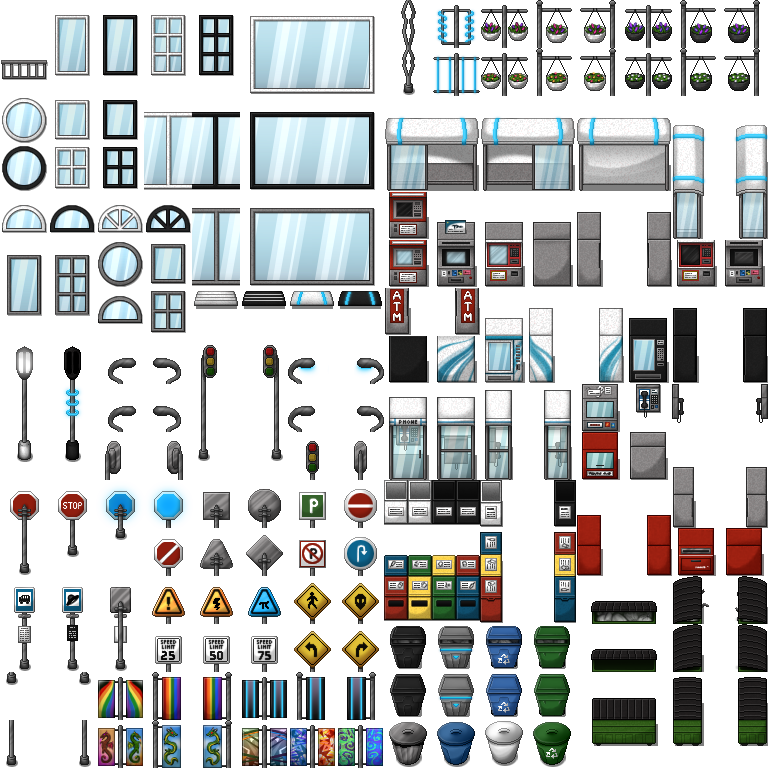 ATM
ATM
PHONE
STOP
P
P
SPEED LIMIT 25
SPEED LIMIT 50
SPEED LIMIT 75